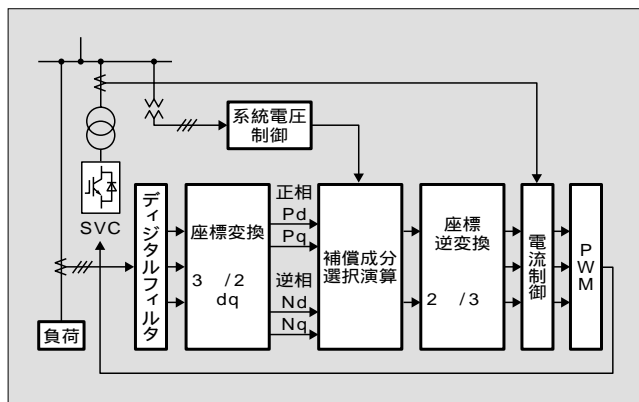 系統電圧
制御
SVC
負荷
ディジタルフィルタ
座標変換
3 /2
dq
正相
Pd
Pq
逆相
Nd
Nq
補償成分
選択演算
座標
逆変換
2 /3
電流制御
PWM